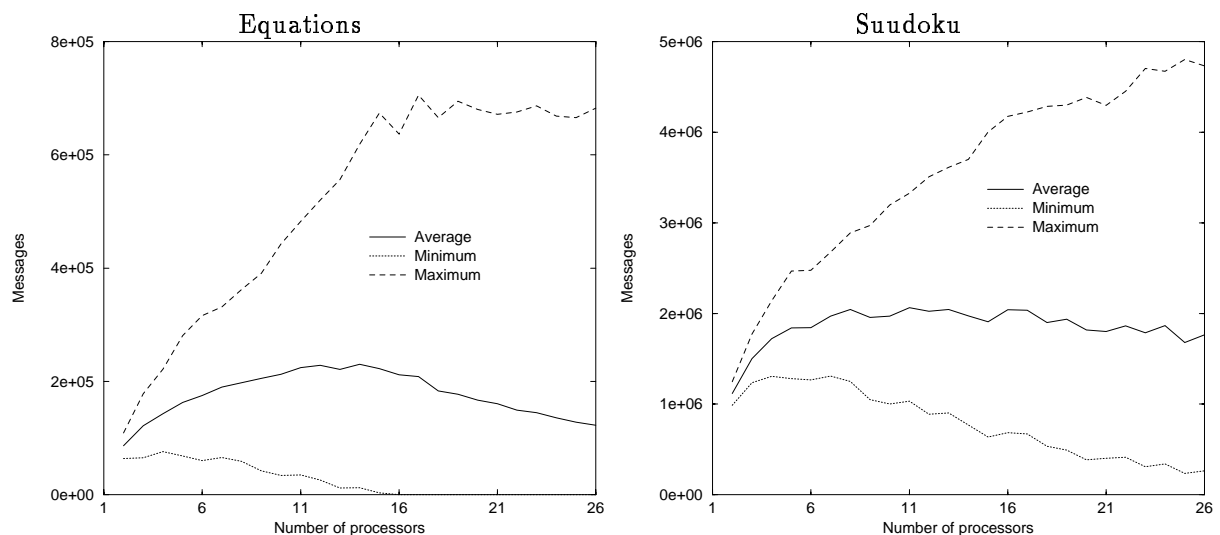 Equations
8e+05
6e+05
4e+05
2e+05
0e+00
Messages
Average
Minimum
Maximum
1 6 11 16 21 26
Number of processors
Suudoku
5e+06
4e+06
3e+06
2e+06
1e+06
0e+00
Messages
Average
Minimum
Maximum
1 6 11 16 21 26
Number of processors